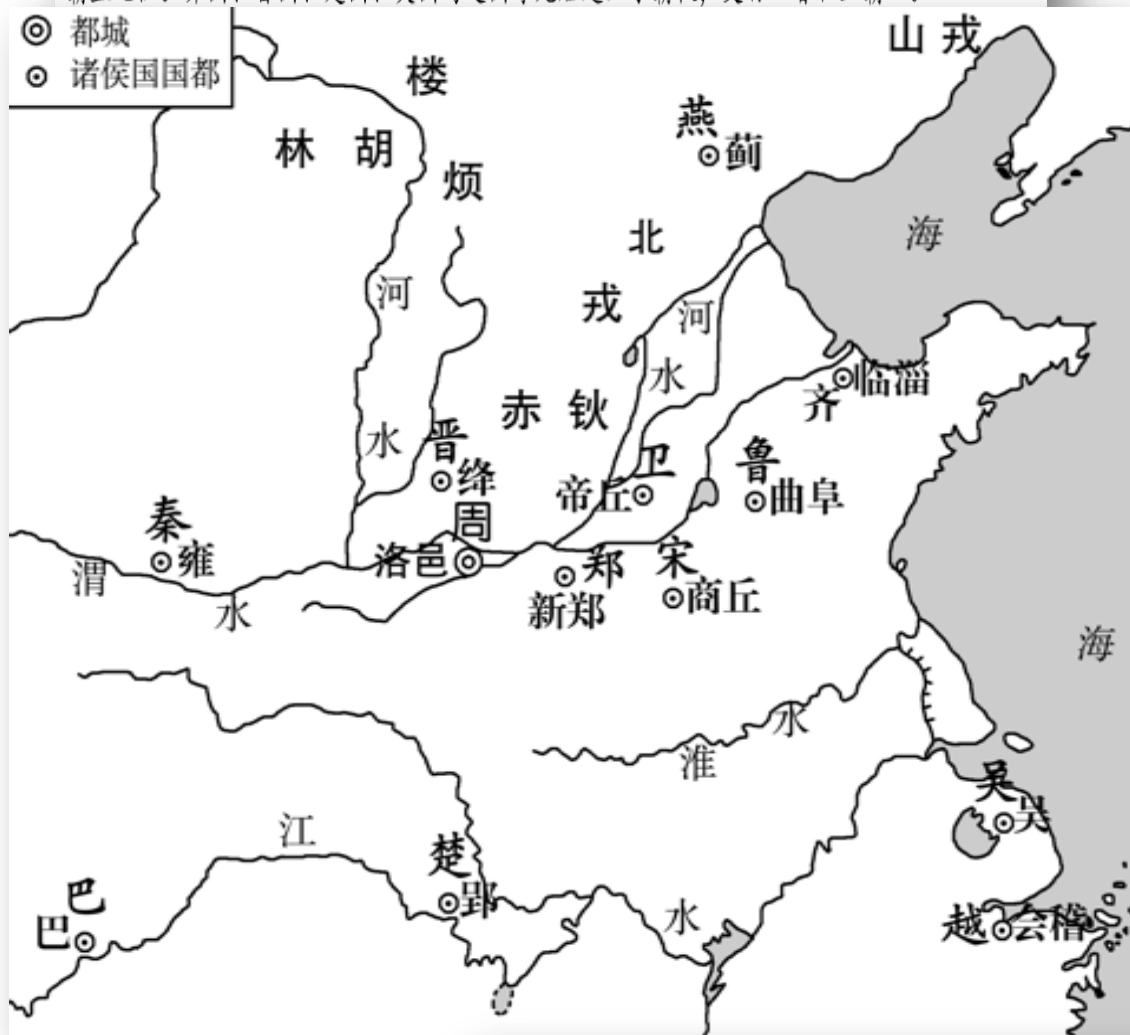 都城
诸侯国国都
山戎
楼
燕
蓟
林胡
烦
北
海
戎
河
河
水
临淄
齐
赤狄
水
晋
绛
卫
帝丘
鲁
曲阜
秦
雍
周
洛邑
郑
新郑
宋
商丘
渭
水
海
水
淮
吴
吴
江
楚
郢
水
巴
巴
越
会稽